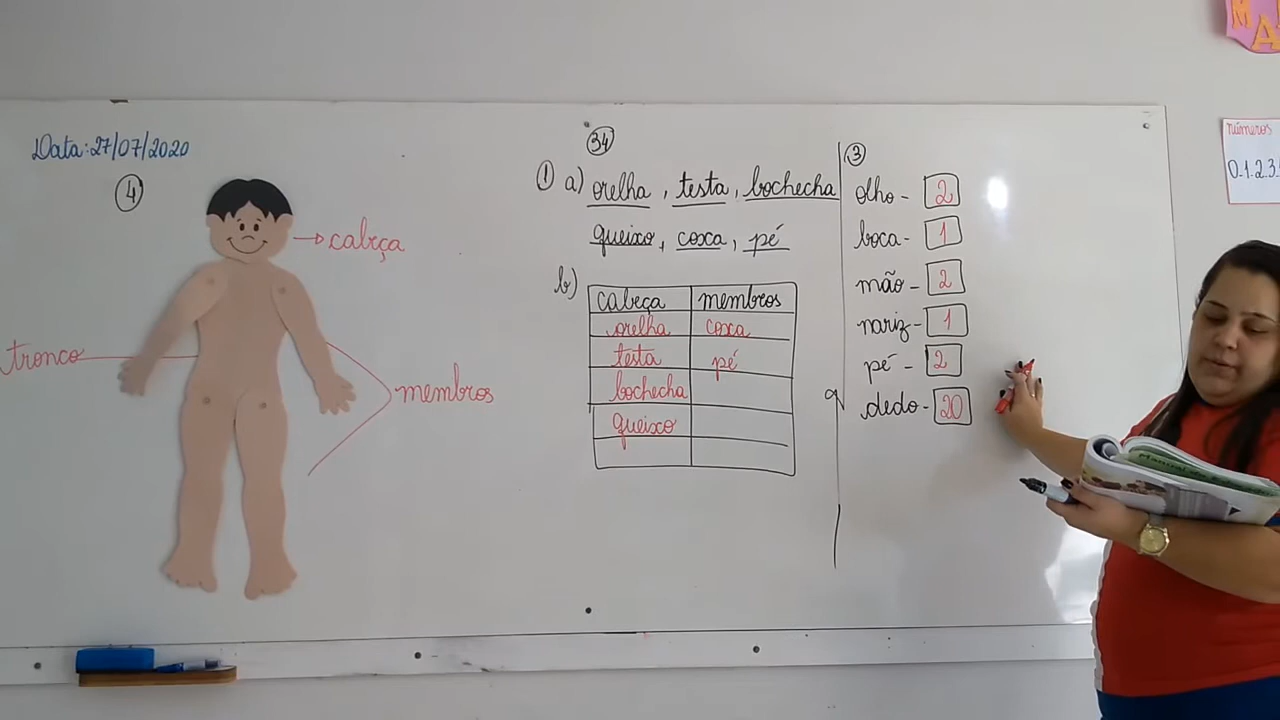 Data: 27/07/2020
4
cabeça
tronco
membros
34
1 a) orelha, testa, bochecha
queixo, coxa, pé
b)
cabeça membros
orelha coxa
testa pé
bochecha
queixo
3
olho - 2
boca - 1
mão - 2
nariz - 1
pé - 2
dedo - 20
números
0.1.2.3.
MA
Manual